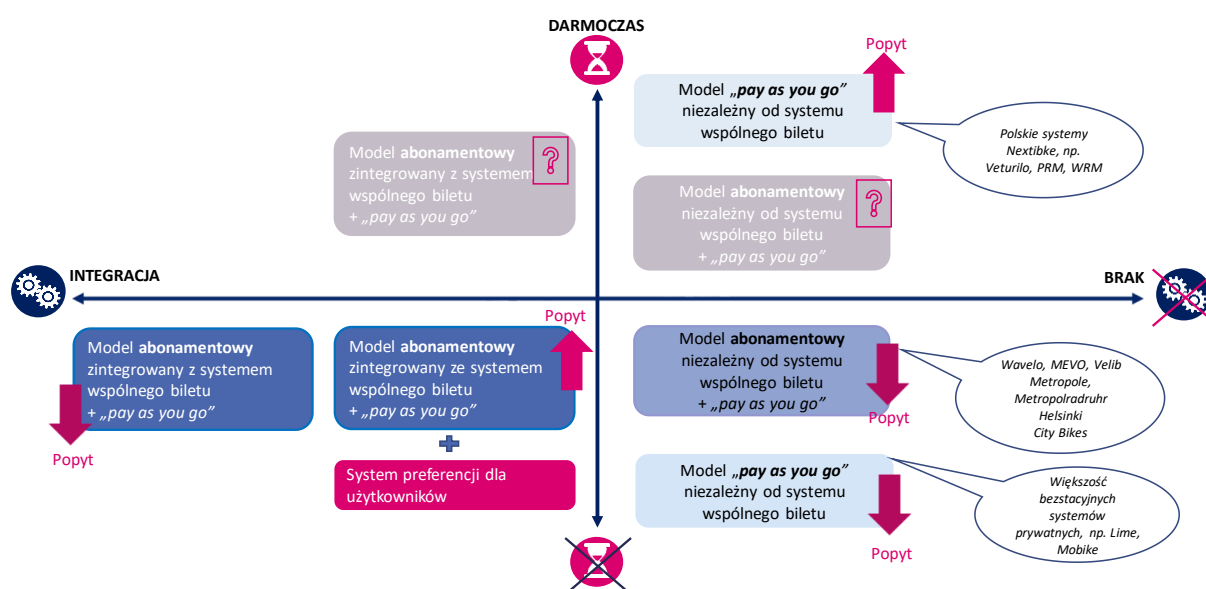 DARMOCZAS
Popyt
Model „pay as you go”
niezależny od systemu
wspólnego biletu
Polskie systemy
Nextibke, np.
Veturilo, PRM, WRM
Model abonamentowy
zintegrowany z systemem
wspólnego biletu
+ „pay as you go”
?
Model abonamentowy
niezależny od systemu
wspólnego biletu
+ „pay as you go”
?
INTEGRACJA
BRAK
Model abonamentowy
zintegrowany z systemem
wspólnego biletu
+ „pay as you go”
Popyt
Popyt
Model abonamentowy
zintegrowany ze systemem
wspólnego biletu
+ „pay as you go”
System preferencji dla
użytkowników
Model abonamentowy
niezależny od systemu
wspólnego biletu
+ „pay as you go”
Popyt
Wavelo, MEVO, Velib
Metropole,
Metropolradruhr
Helsinki
City Bikes
Model „pay as you go”
niezależny od systemu
wspólnego biletu
Popyt
Większość
bezstacyjnych
systemów
prywatnych, np. Lime,
Mobike